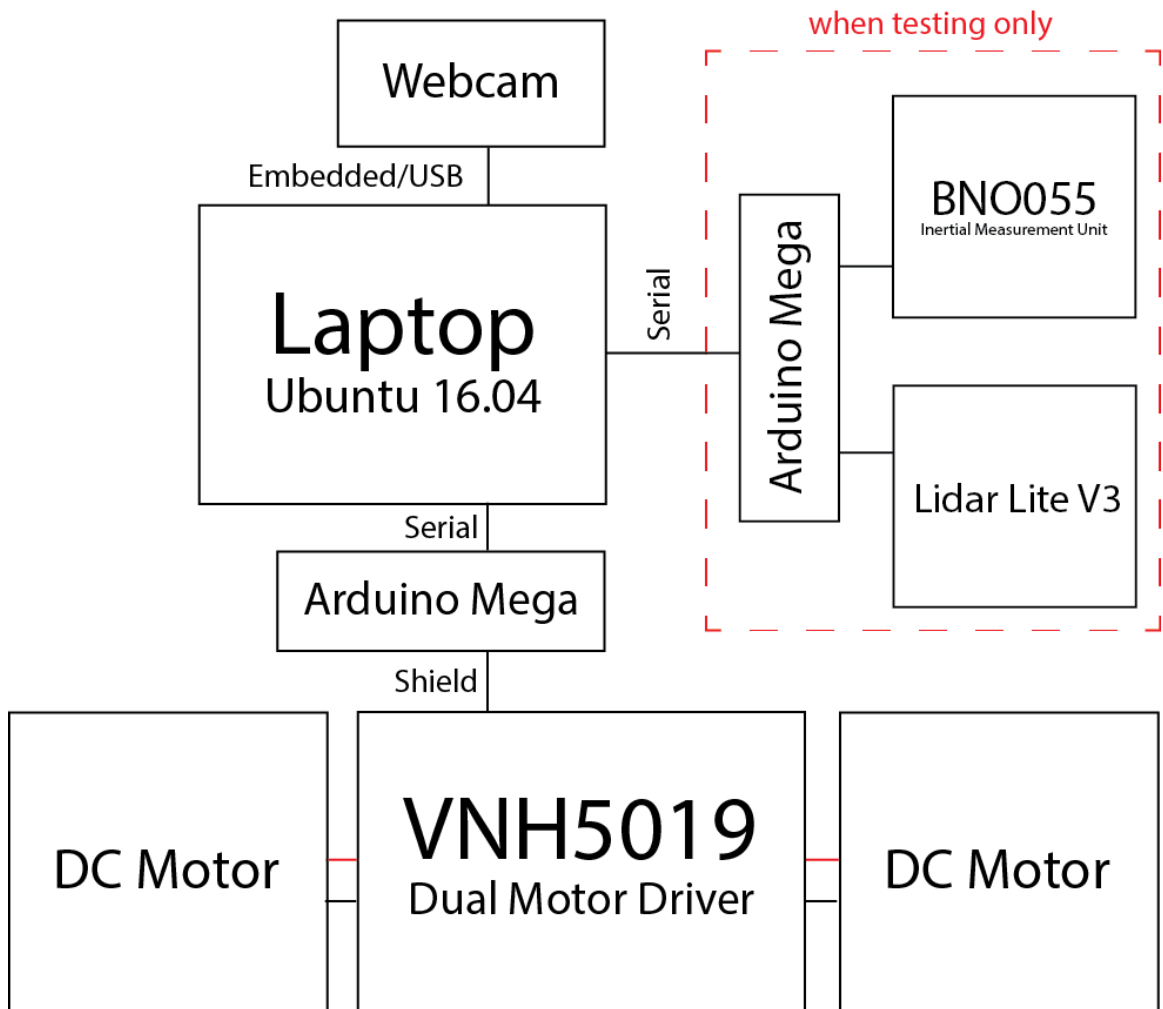 when testing only
Webcam
Embedded/USB
BNO055
Inertial Measurement Unit
Arduino Mega
Serial
Laptop
Ubuntu 16.04
Lidar Lite V3
Serial
Arduino Mega
Shield
DC Motor
VNH5019
Dual Motor Driver
DC Motor